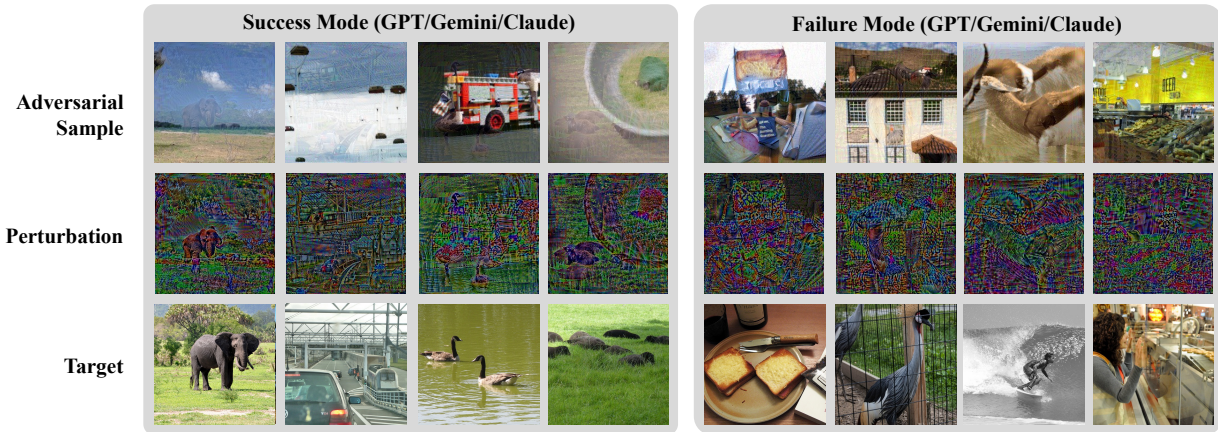 Success Mode (GPT/Gemini/Claude)
Failure Mode (GPT/Gemini/Claude)
Adversarial
Sample
BEER
Perturbation
Target